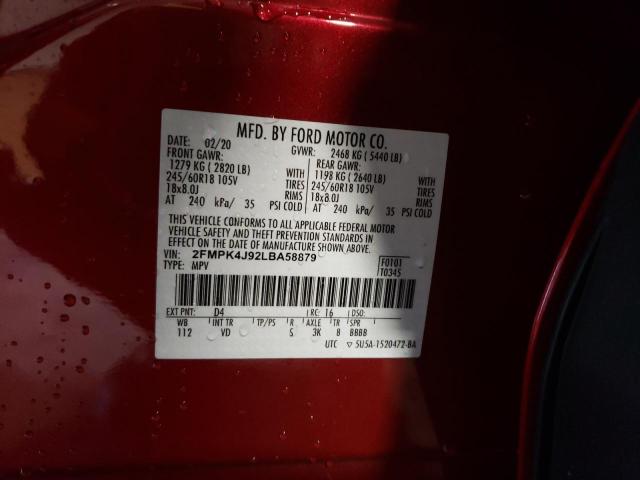 MFD. BY FORD MOTOR CO.
DATE: 02/20 GVWR: 2468 KG ( 5440 LB)
FRONT GAWR: REAR GAWR:
1279 KG ( 2820 LB) WITH 1198 KG ( 2640 LB) WITH
245/60R18 105V TIRES 245/60R18 105V TIRES
18x8.0J RIMS 18x8.0J RIMS
AT 240 kPa/ 35 PSI COLD AT 240 kPa/ 35 PSI COLD
THIS VEHICLE CONFORMS TO ALL APPLICABLE FEDERAL MOTOR
VEHICLE SAFETY AND THEFT PREVENTION STANDARDS IN
EFFECT ON THE DATE OF MANUFACTURE SHOWN ABOVE.
VIN: 2FMPK4J92LBA58879 F0101
TYPE: MPV T0345
EXT PNT: D4 RC: 16 DSO:
WB INT TR TP/PS R AXLE TR SPR
112 VD S 3K B BBBB
UTC ▽ 5U5A-1520472-BA